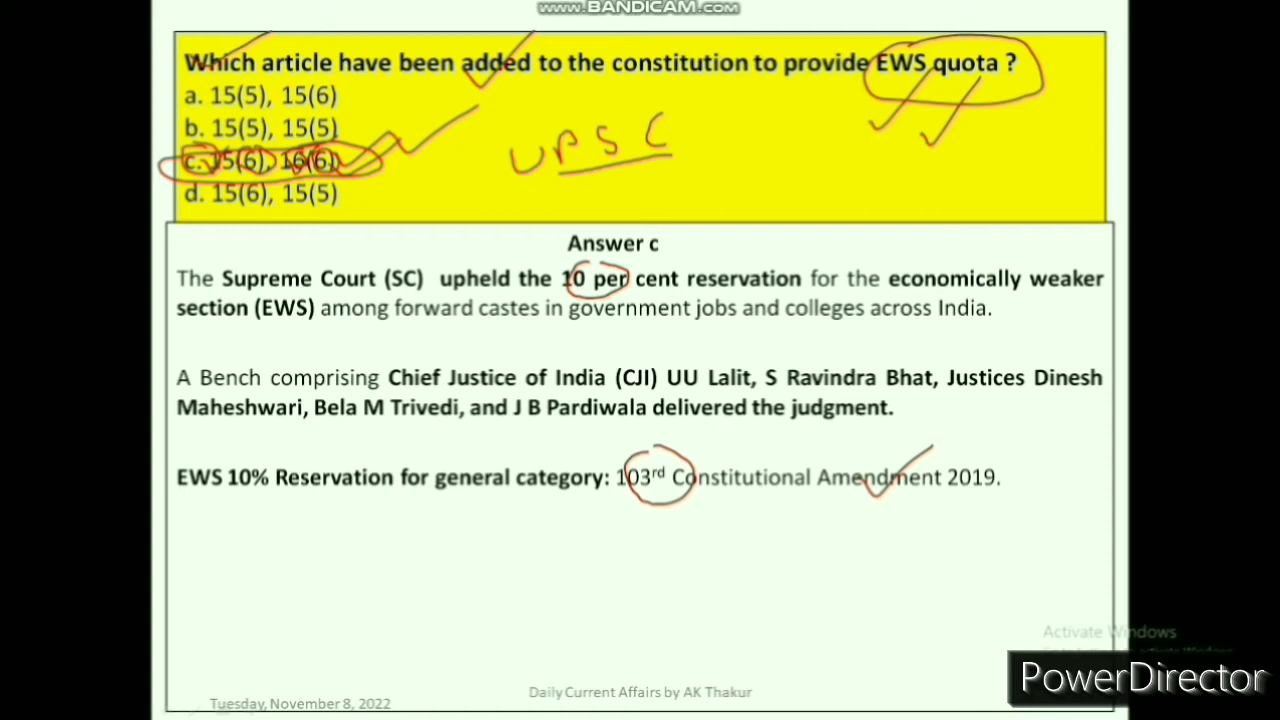 www.BANDICAM.com
Which article have been added to the constitution to provide EWS quota ?
a. 15(5), 15(6)
b. 15(5), 15(5)
c. 15(6), 16(6)
d. 15(6), 15(5)
UPSC
Answer c
The Supreme Court (SC) upheld the 10 per cent reservation for the economically weaker
section (EWS) among forward castes in government jobs and colleges across India.
A Bench comprising Chief Justice of India (CJI) UU Lalit, S Ravindra Bhat, Justices Dinesh
Maheshwari, Bela M Trivedi, and J B Pardiwala delivered the judgment.
EWS 10% Reservation for general category: 103rd Constitutional Amendment 2019.
Activate Windows
PowerDirector
Daily Current Affairs by AK Thakur
Tuesday, November 8, 2022